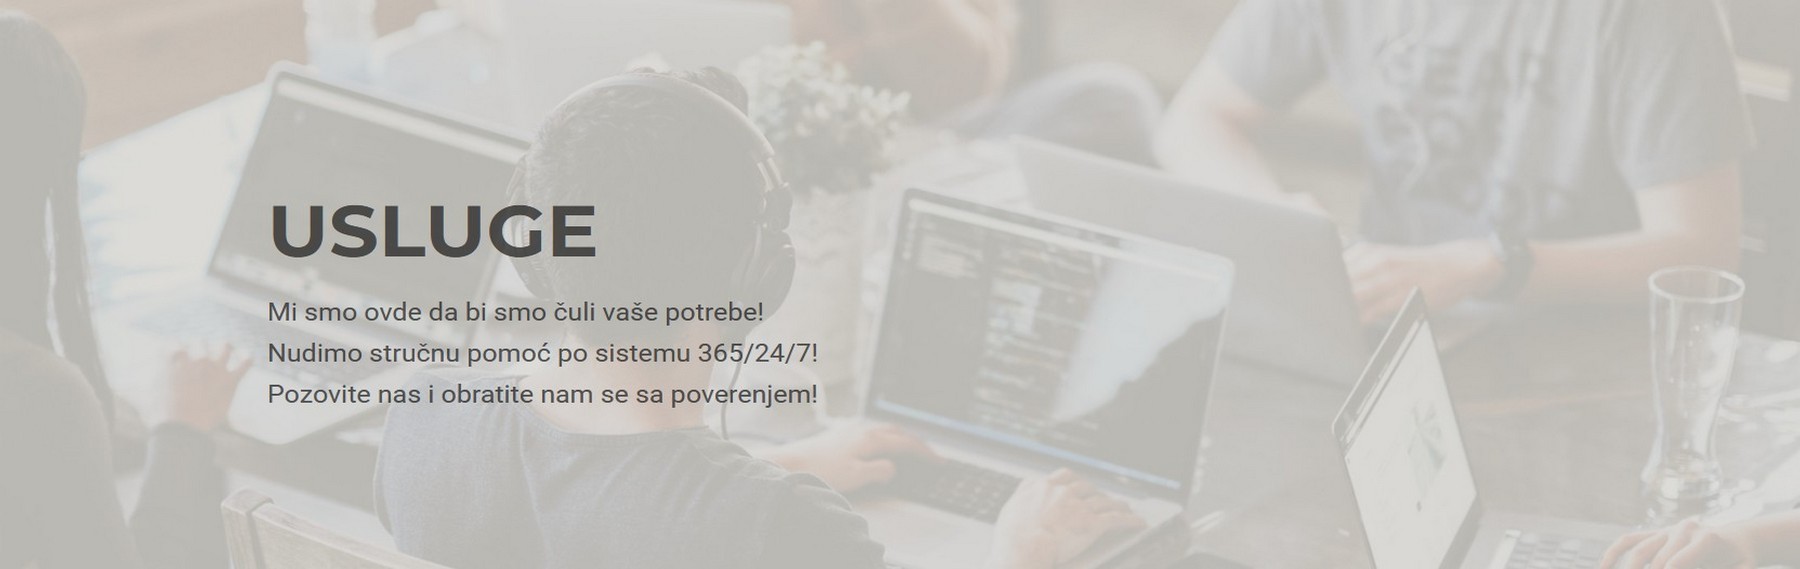 USLUGE
Mi smo ovde da bi smo čuli vaše potrebe!
Nudimo stručnu pomoć po sistemu 365/24/7!
Pozovite nas i obratite nam se sa poverenjem!